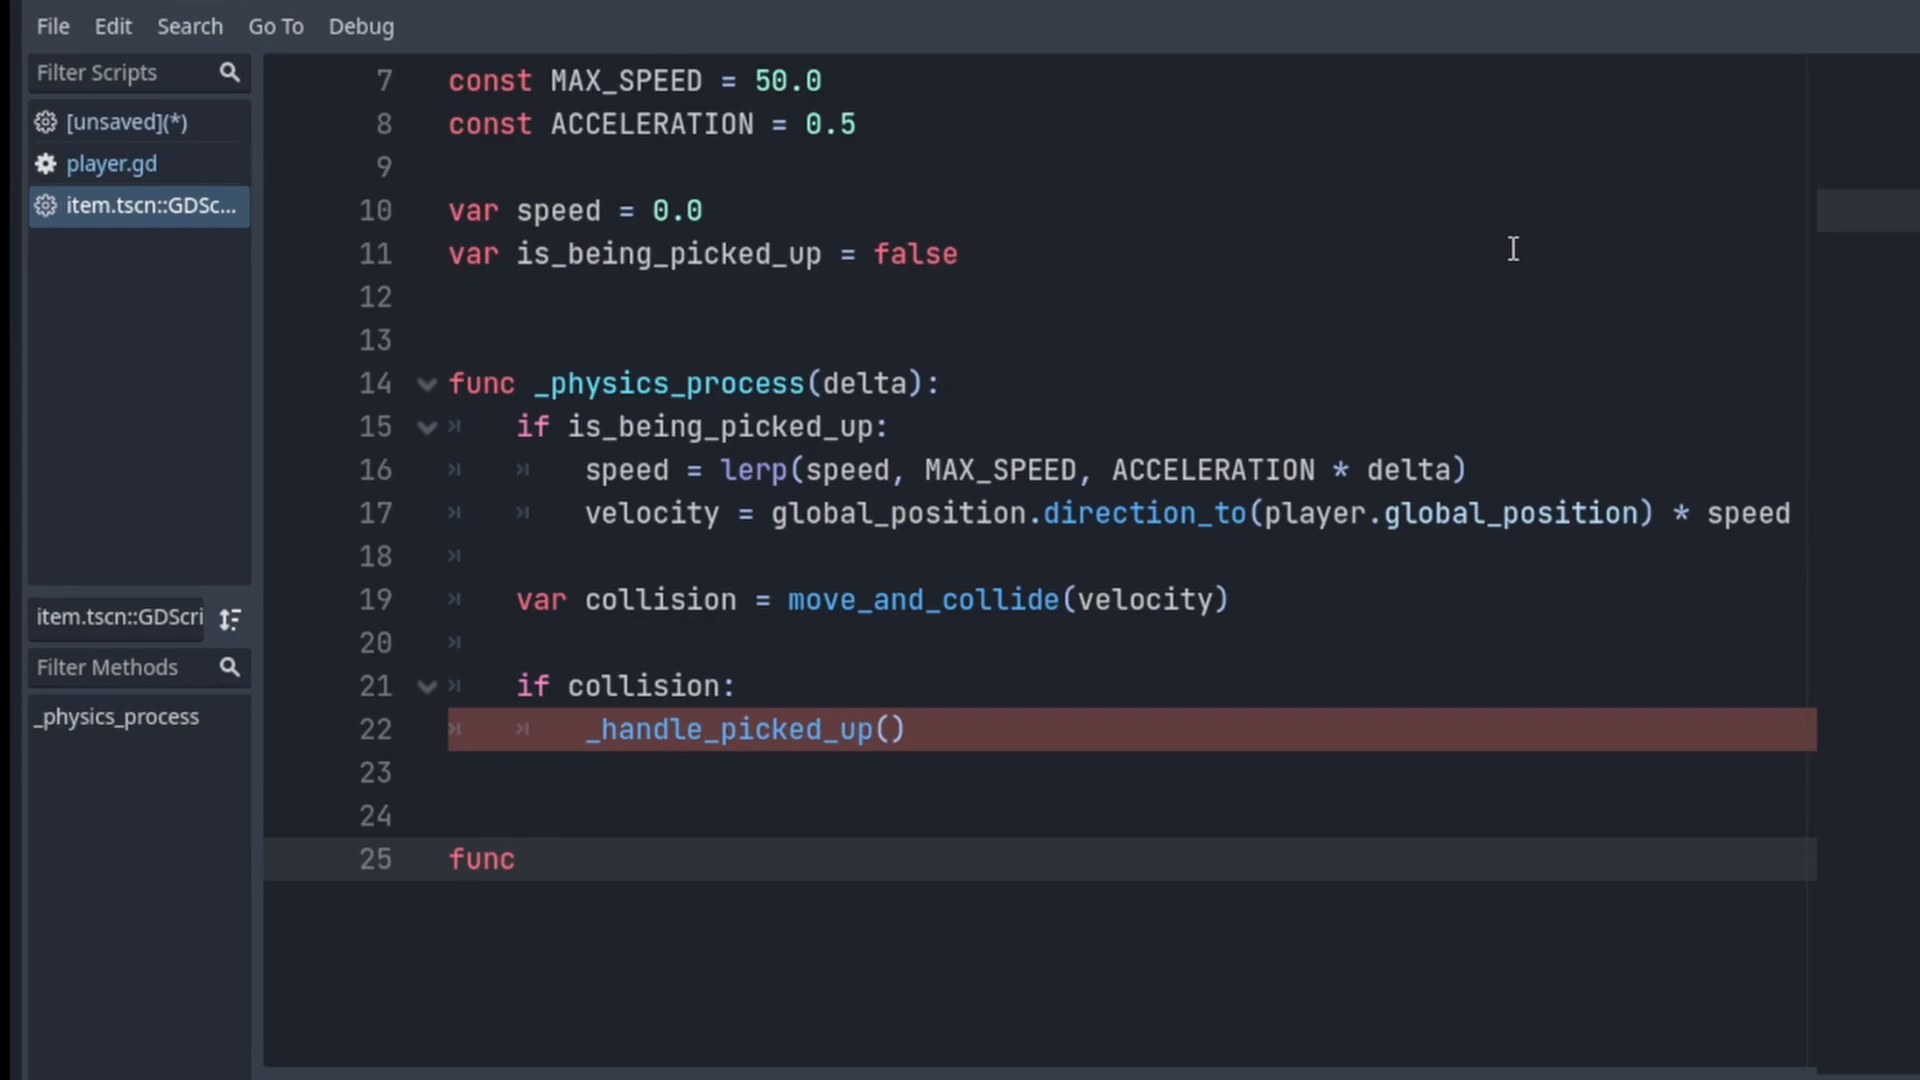 File Edit Search Go To Debug
Filter Scripts
[unsaved](*)
player.gd
item.tscn::GDSc...
item.tscn::GDScri
Filter Methods
_physics_process
7 const MAX_SPEED = 50.0
8 const ACCELERATION = 0.5
9
10 var speed = 0.0
11 var is_being_picked_up = false
12
13
14 func _physics_process(delta):
15 if is_being_picked_up:
16 speed = lerp(speed, MAX_SPEED, ACCELERATION * delta)
17 velocity = global_position.direction_to(player.global_position) * speed
18
19 var collision = move_and_collide(velocity)
20
21 if collision:
22 _handle_picked_up()
23
24
25 func